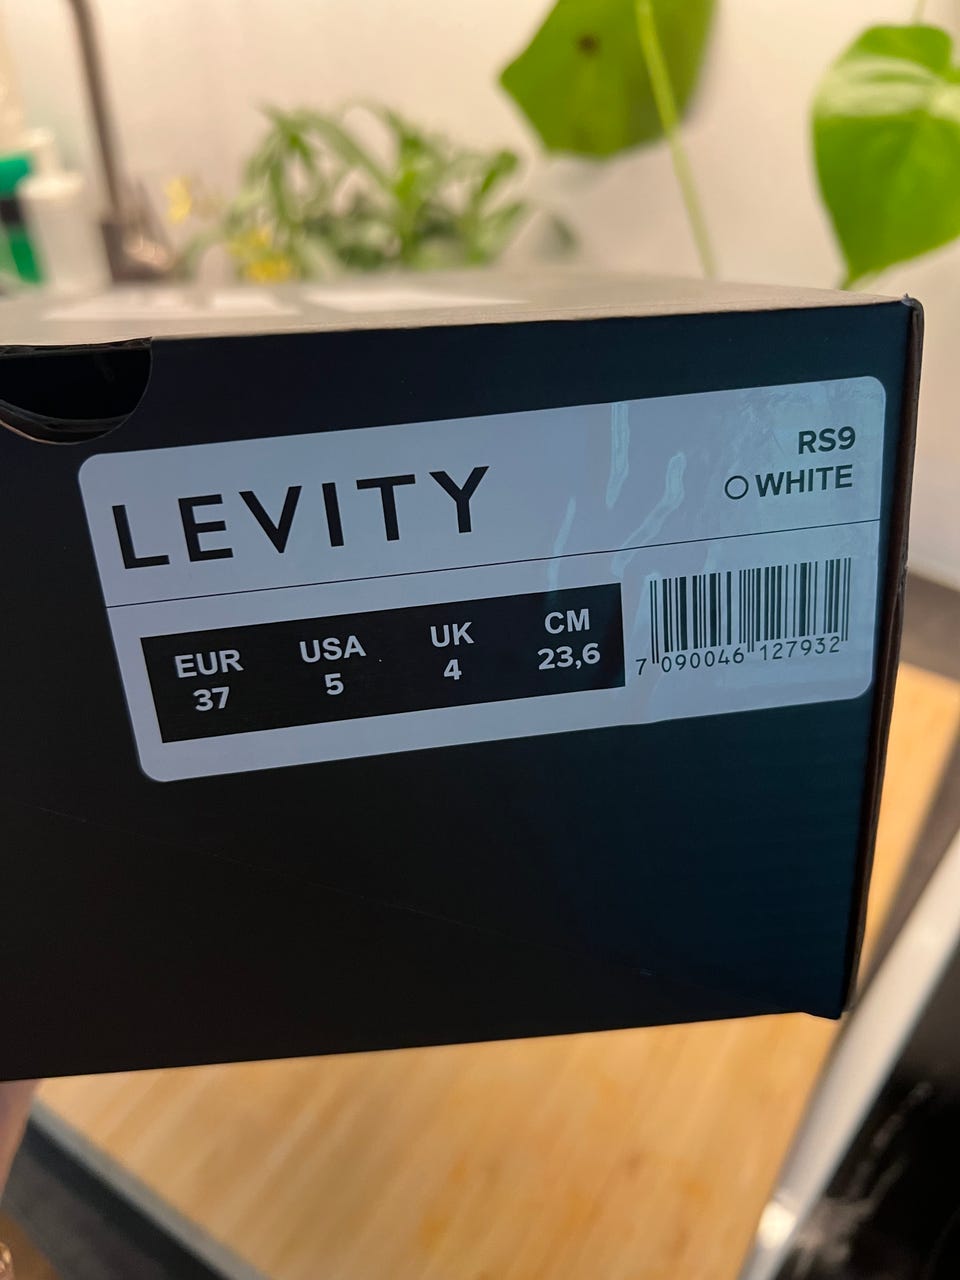 LEVITY
RS9
WHITE
EUR USA UK CM
37 5 4 23,6
7 090046 127932